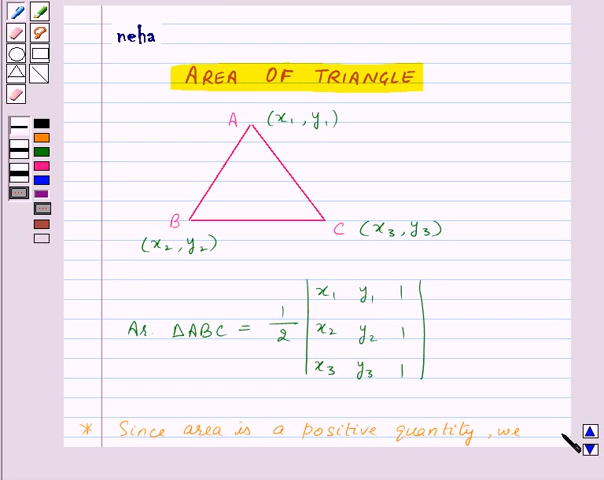 neha
AREA OF TRIANGLE
A (x₁, y₁)
B C (x₃, y₃)
(x₂, y₂)
x₁ y₁ 1
Ar. ΔABC = 1/2 x₂ y₂ 1
x₃ y₃ 1
* Since area is a positive quantity, we